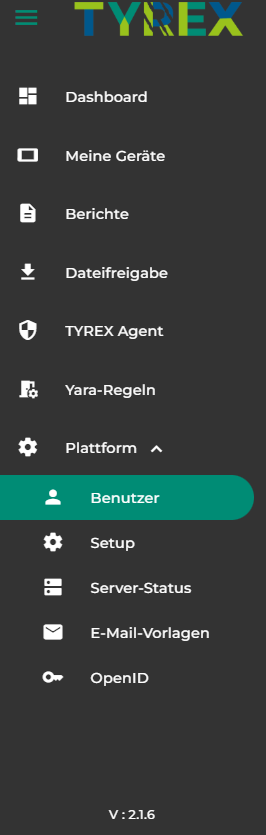 TYREX
Dashboard
Meine Geräte
Berichte
Dateifreigabe
TYREX Agent
Yara-Regeln
Plattform
Benutzer
Setup
Server-Status
E-Mail-Vorlagen
OpenID
V : 2.1.6